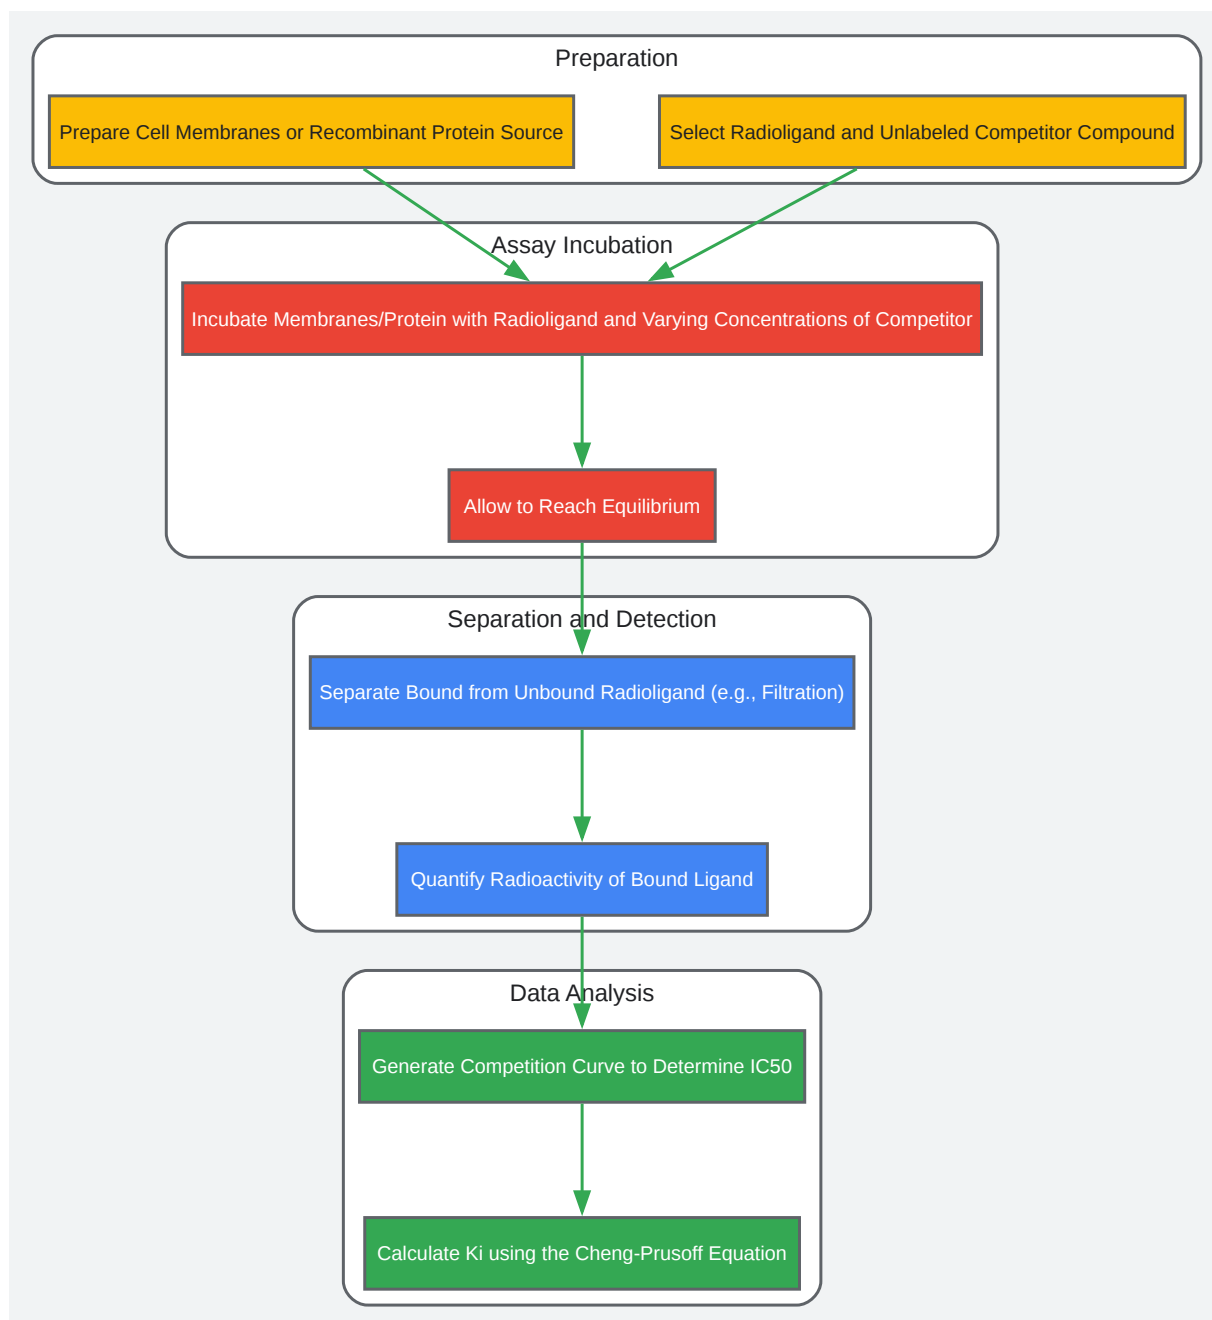 Preparation
Prepare Cell Membranes or Recombinant Protein Source
Select Radioligand and Unlabeled Competitor Compound
Assay Incubation
Incubate Membranes/Protein with Radioligand and Varying Concentrations of Competitor
Allow to Reach Equilibrium
Separation and Detection
Separate Bound from Unbound Radioligand (e.g., Filtration)
Quantify Radioactivity of Bound Ligand
Data Analysis
Generate Competition Curve to Determine IC50
Calculate Ki using the Cheng-Prusoff Equation